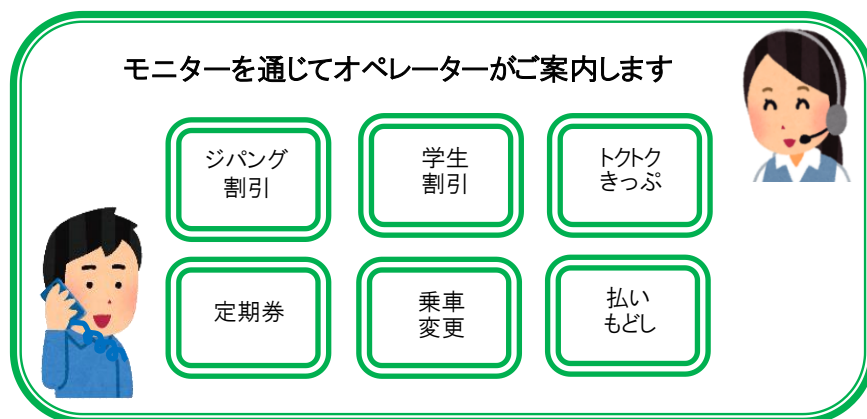 モニターを通じてオペレーターがご案内します
ジパング
割引
学生
割引
トクトク
きっぷ
定期券
乗車
変更
払い
もどし